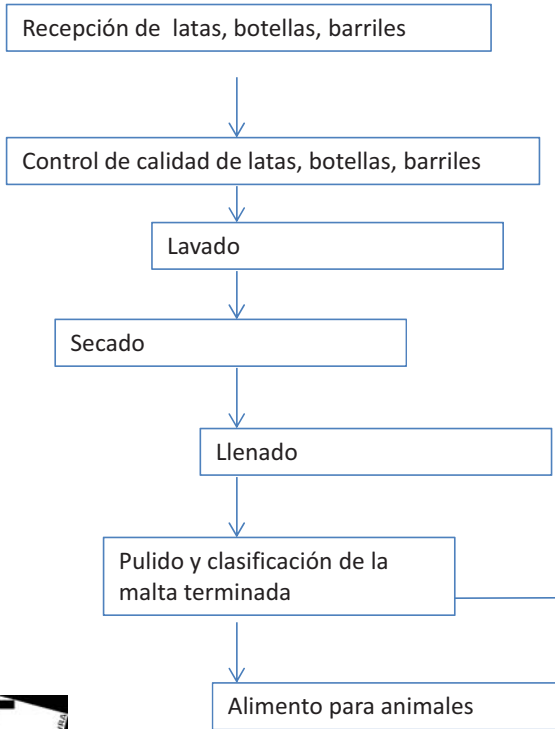 Recepción de latas, botellas, barriles
Control de calidad de latas, botellas, barriles
Lavado
Secado
Llenado
Pulido y clasificación de la
malta terminada
Alimento para animales